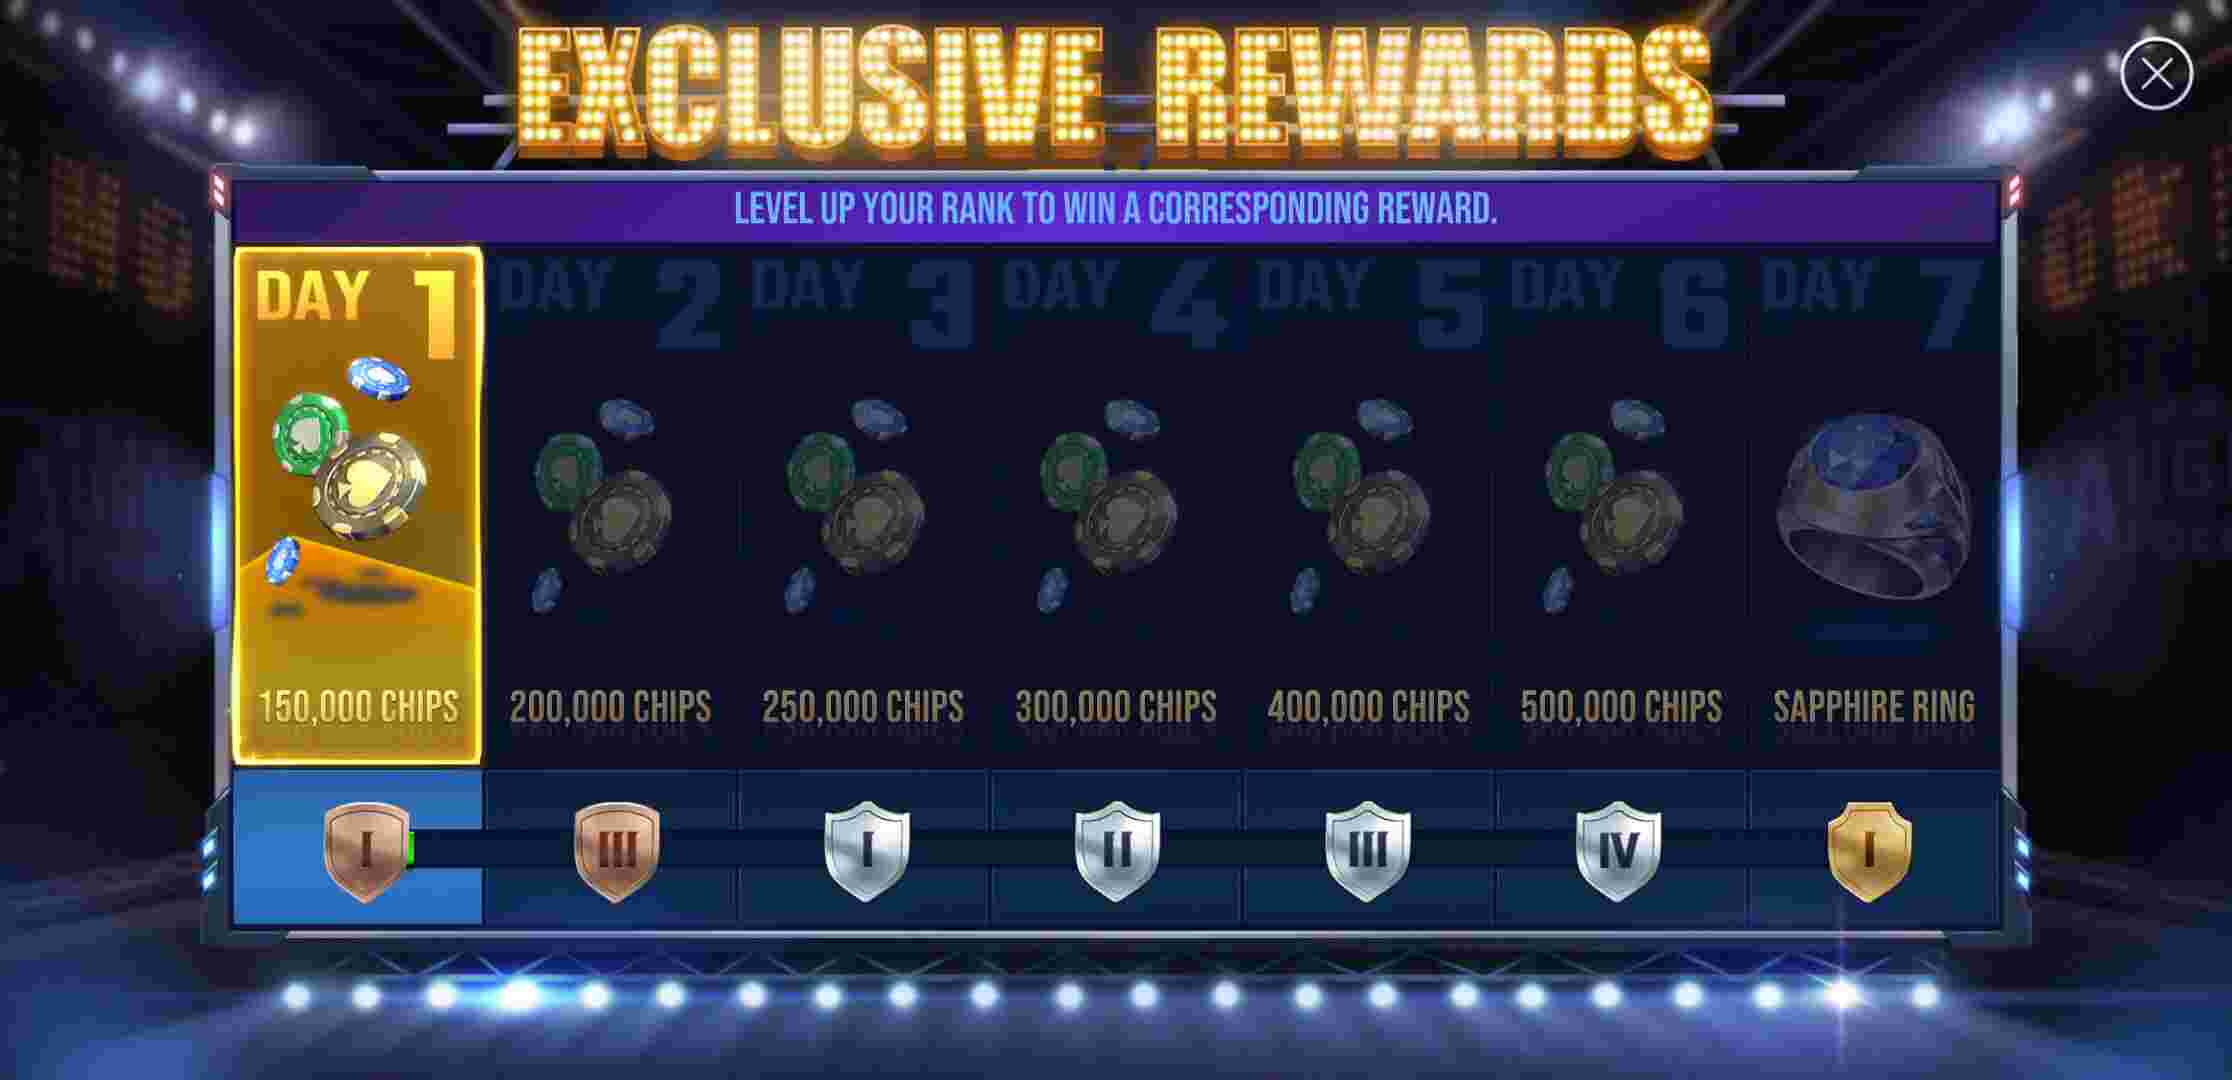 EXCLUSIVE REWARDS
LEVEL UP YOUR RANK TO WIN A CORRESPONDING REWARD.
DAY 1
DAY 2
DAY 3
DAY 4
DAY 5
DAY 6
DAY 7
150,000 CHIPS
200,000 CHIPS
250,000 CHIPS
300,000 CHIPS
400,000 CHIPS
500,000 CHIPS
SAPPHIRE RING
I
III
I
II
III
IV
I